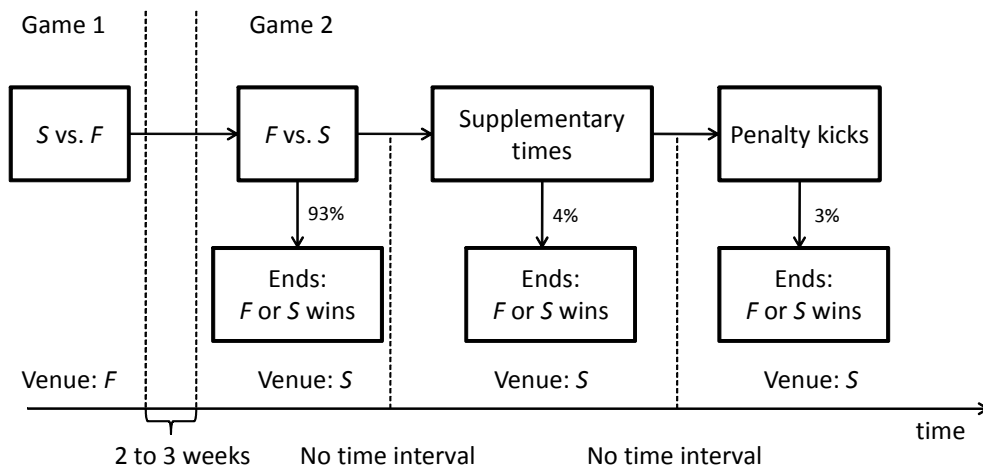 Game 1
Game 2
S vs. F
F vs. S
Supplementary
times
Penalty kicks
93%
4%
3%
Ends:
F or S wins
Ends:
F or S wins
Ends:
F or S wins
Venue: F
Venue: S
Venue: S
Venue: S
time
2 to 3 weeks
No time interval
No time interval